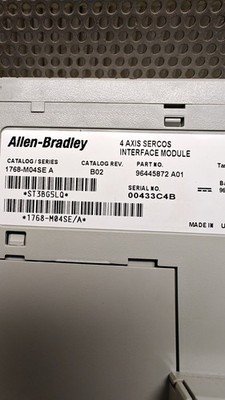 Allen-Bradley
4 AXIS SERCOS
INTERFACE MODULE
CATALOG / SERIES
1768-M04SE A
CATALOG REV.
B02
PART NO.
96445872 A01
*ST3BG5LQ*
SERIAL NO.
00433C4B
*1768-M04SE/A*
MADE IN